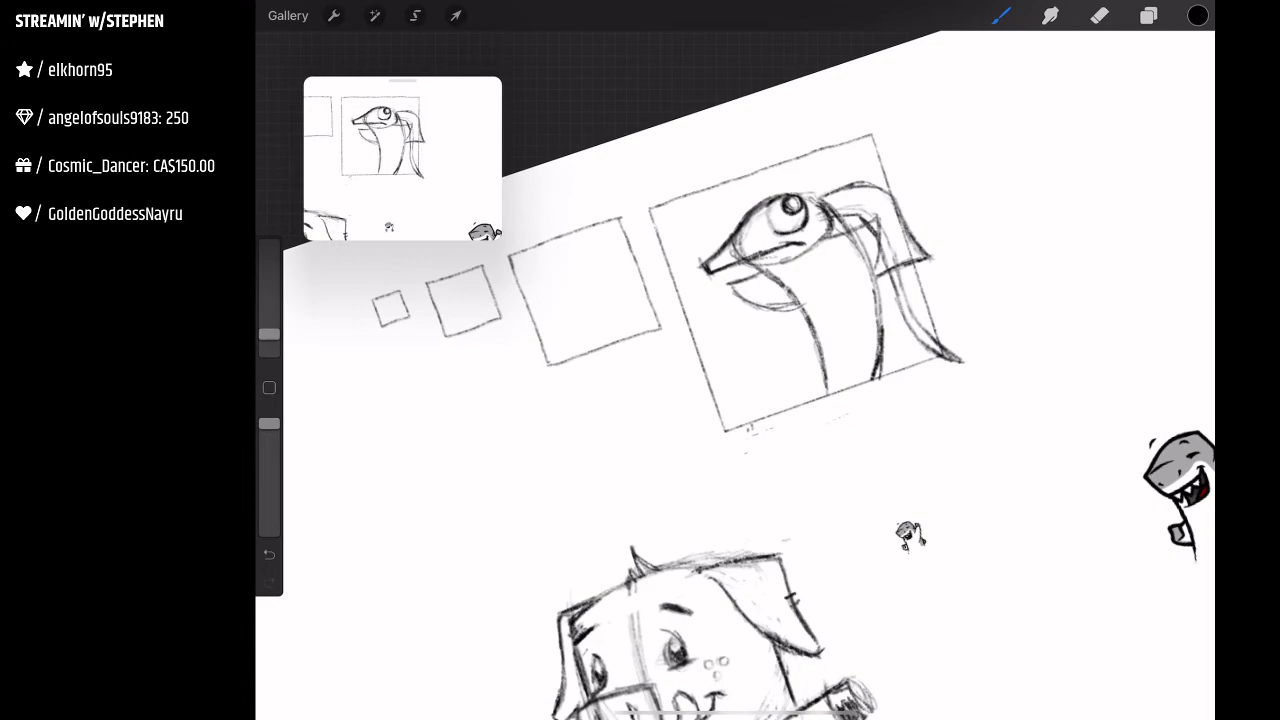 STREAMIN' w/STEPHEN
/ elkhorn95
/ angelofsouls9183: 250
/ Cosmic_Dancer: CA$150.00
/ GoldenGoddessNayru
Gallery